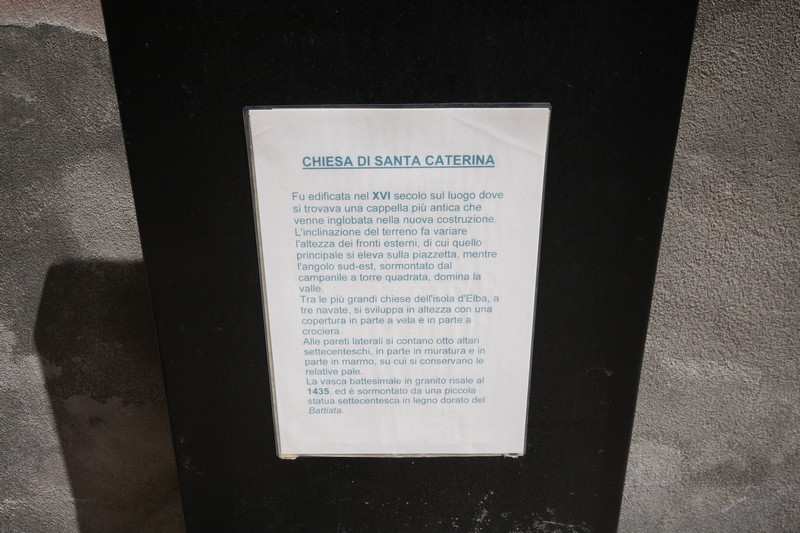 CHIESA DI SANTA CATERINA
Fu edificata nel XVI secolo sul luogo dove
si trovava una cappella più antica che
venne inglobata nella nuova costruzione.
L'inclinazione del terreno fa variare
l'altezza dei fronti esterni, di cui quello
principale si eleva sulla piazzetta, mentre
l'angolo sud-est, sormontato dal
campanile a torre quadrata, domina la
valle.
Tra le più grandi chiese dell'isola d'Elba, a
tre navate, si sviluppa in altezza con una
copertura in parte a vela e in parte a
crociera.
Alle pareti laterali si contano otto altari
settecenteschi, in parte in muratura e in
parte in marmo, su cui si conservano le
relative pale.
La vasca battesimale in granito risale al
1435, ed è sormontato da una piccola
statua settecentesca in legno dorato del
Battista.